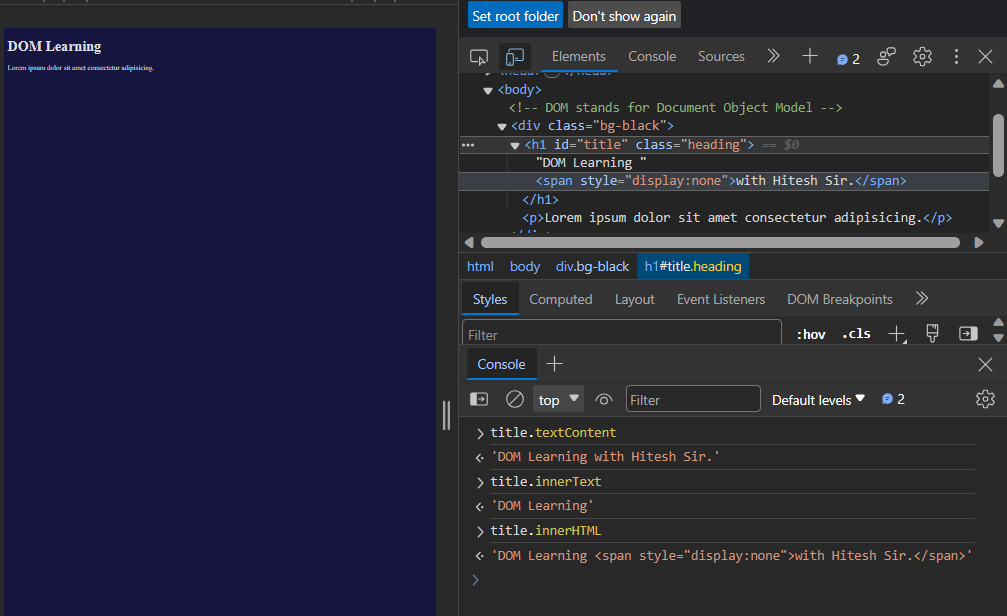 Set root folder Don't show again
DOM Learning
Lorem ipsum dolor sit amet consectetur adipisicing.
Elements Console Sources 2
<head> </head>
<body>
<!-- DOM stands for Document Object Model -->
<div class="bg-black">
<h1 id="title" class="heading"> == $0
"DOM Learning "
<span style="display:none">with Hitesh Sir.</span>
</h1>
<p>Lorem ipsum dolor sit amet consectetur adipisicing.</p>
</div>
html body div.bg-black h1#title.heading
Styles Computed Layout Event Listeners DOM Breakpoints
Filter :hov .cls
Console
top Filter Default levels 2
title.textContent
'DOM Learning with Hitesh Sir.'
title.innerText
'DOM Learning'
title.innerHTML
'DOM Learning <span style="display:none">with Hitesh Sir.</span>'